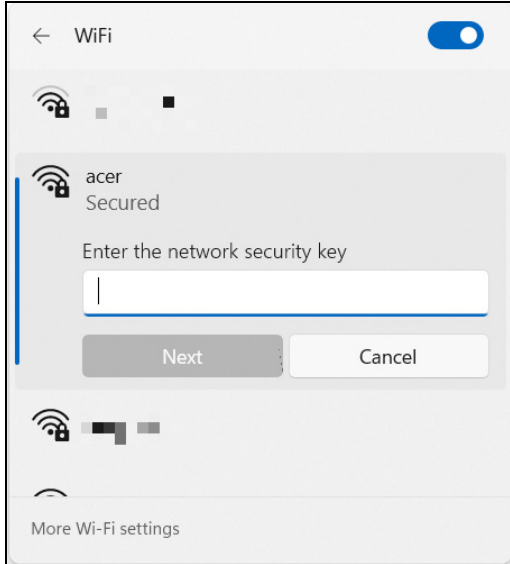 WiFi
acer
Secured
Enter the network security key
Next
Cancel
More Wi-Fi settings